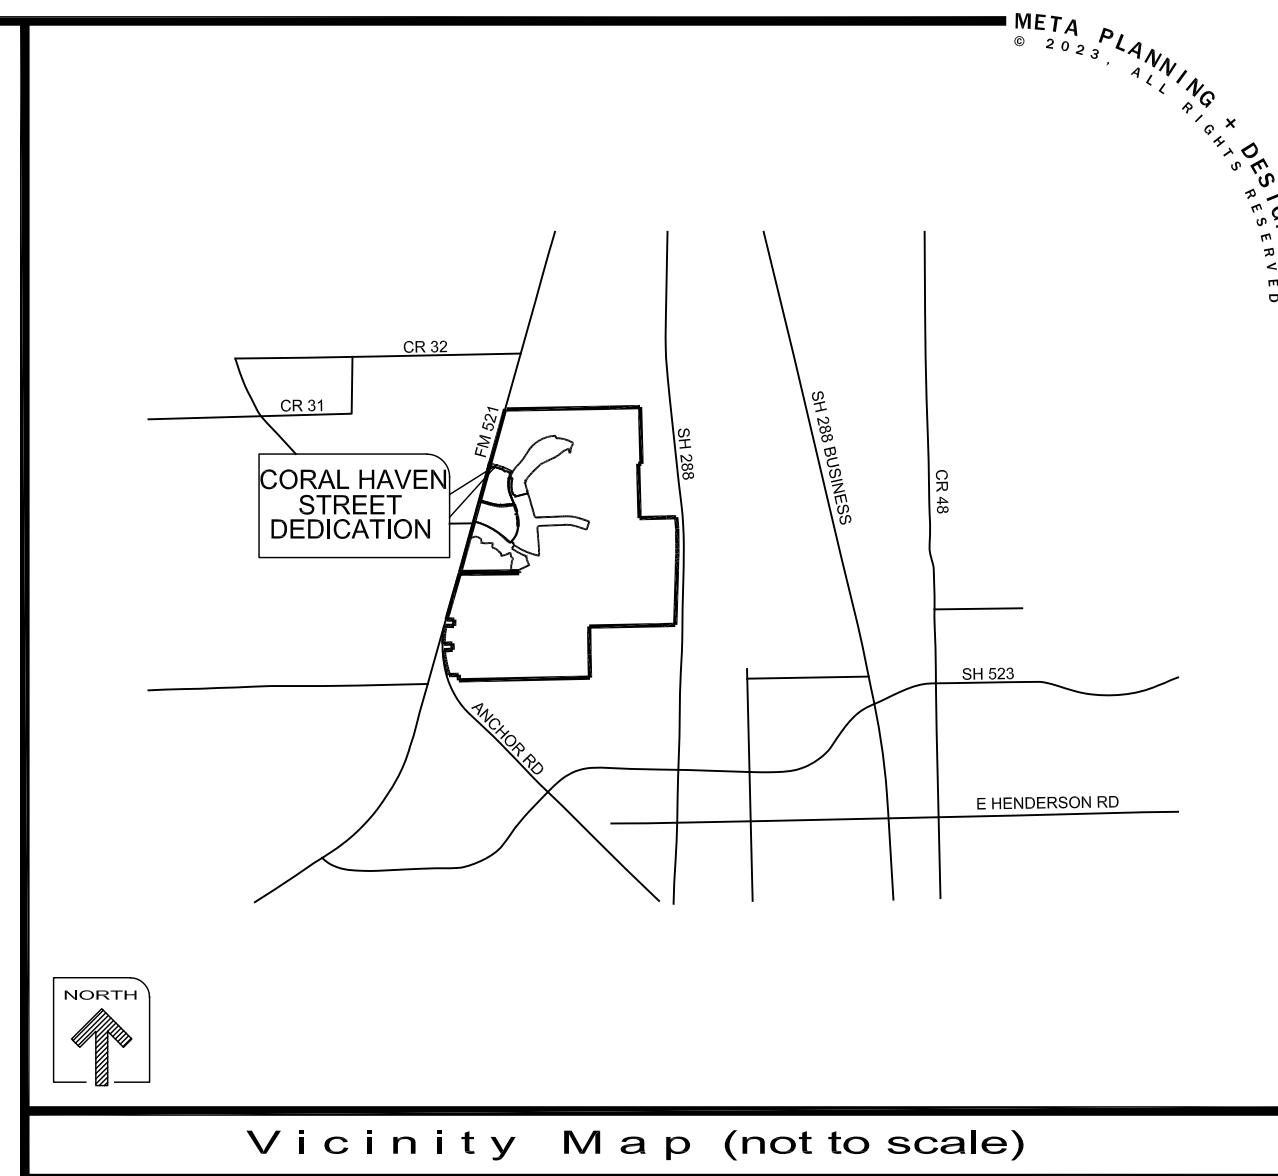 META PLANNING + DESIGN
© 2023, ALL RIGHTS RESERVED
CR 32
CR 31
FM 521
SH 288
SH 288 BUSINESS
CR 48
CORAL HAVEN
STREET
DEDICATION
SH 523
ANCHOR RD
E HENDERSON RD
NORTH
Vicinity Map (not to scale)